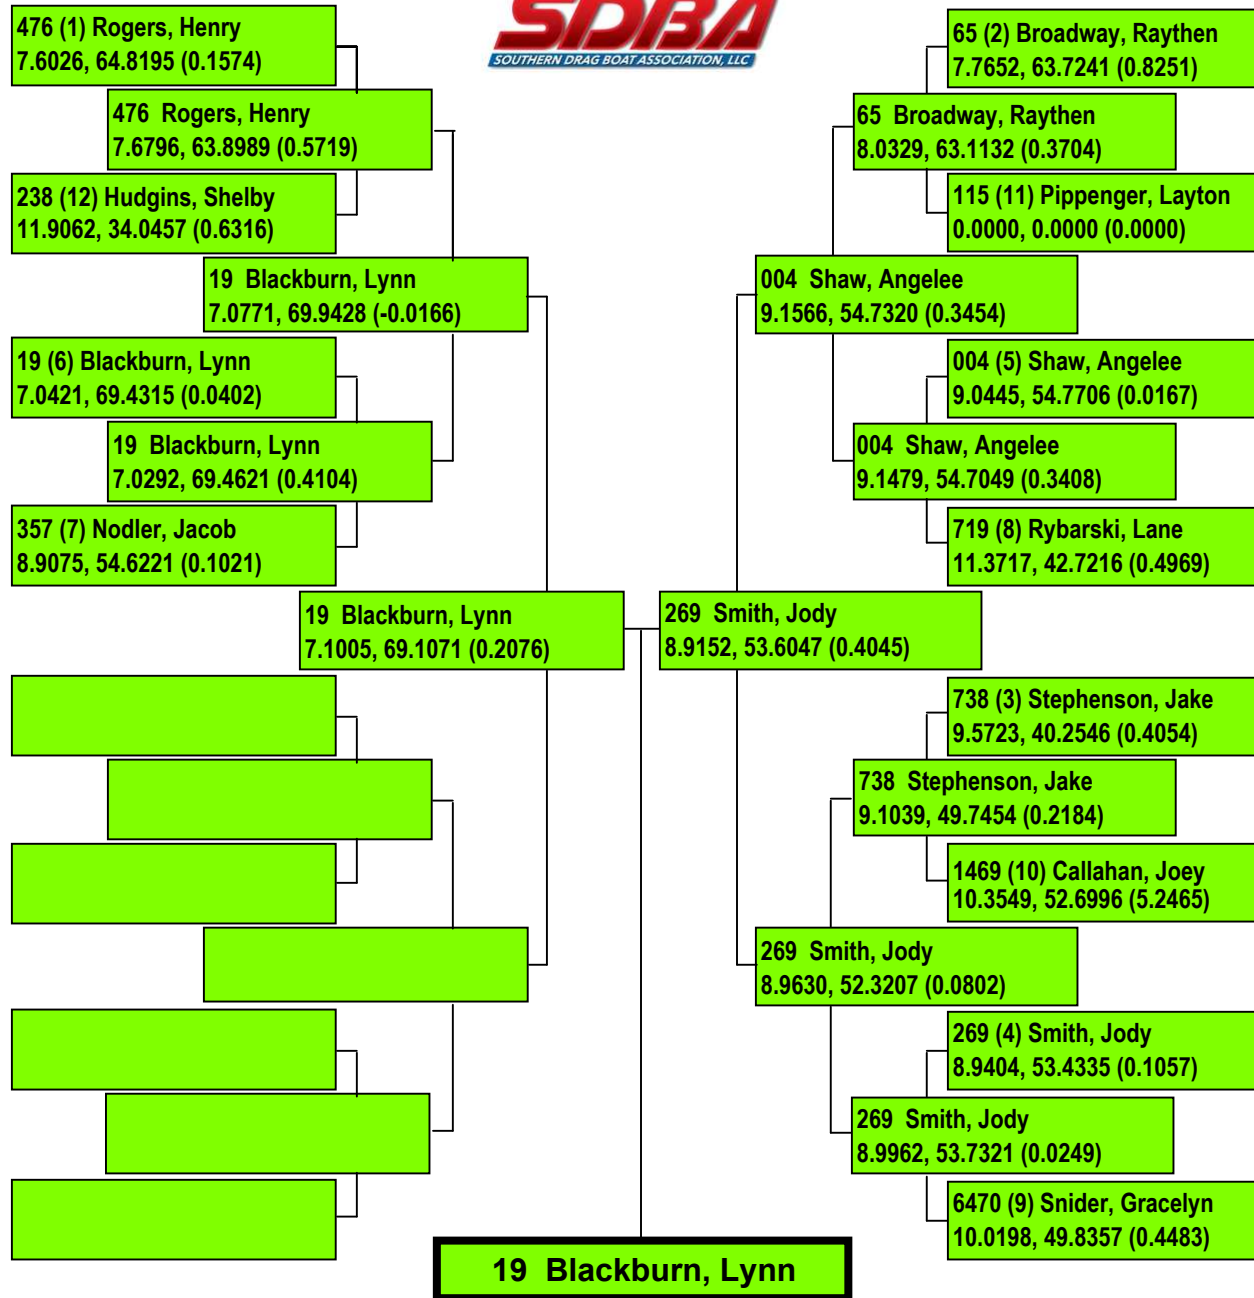 SDBA
SOUTHERN DRAG BOAT ASSOCIATION, LLC
476 (1) Rogers, Henry
7.6026, 64.8195 (0.1574)
476 Rogers, Henry
7.6796, 63.8989 (0.5719)
238 (12) Hudgins, Shelby
11.9062, 34.0457 (0.6316)
19 Blackburn, Lynn
7.0771, 69.9428 (-0.0166)
19 (6) Blackburn, Lynn
7.0421, 69.4315 (0.0402)
19 Blackburn, Lynn
7.0292, 69.4621 (0.4104)
357 (7) Nodler, Jacob
8.9075, 54.6221 (0.1021)
19 Blackburn, Lynn
7.1005, 69.1071 (0.2076)
65 (2) Broadway, Raythen
7.7652, 63.7241 (0.8251)
65 Broadway, Raythen
8.0329, 63.1132 (0.3704)
115 (11) Pippenger, Layton
0.0000, 0.0000 (0.0000)
004 Shaw, Angelee
9.1566, 54.7320 (0.3454)
004 (5) Shaw, Angelee
9.0445, 54.7706 (0.0167)
004 Shaw, Angelee
9.1479, 54.7049 (0.3408)
719 (8) Rybarski, Lane
11.3717, 42.7216 (0.4969)
269 Smith, Jody
8.9152, 53.6047 (0.4045)
738 (3) Stephenson, Jake
9.5723, 40.2546 (0.4054)
738 Stephenson, Jake
9.1039, 49.7454 (0.2184)
1469 (10) Callahan, Joey
10.3549, 52.6996 (5.2465)
269 Smith, Jody
8.9630, 52.3207 (0.0802)
269 (4) Smith, Jody
8.9404, 53.4335 (0.1057)
269 Smith, Jody
8.9962, 53.7321 (0.0249)
6470 (9) Snider, Gracelyn
10.0198, 49.8357 (0.4483)
19 Blackburn, Lynn